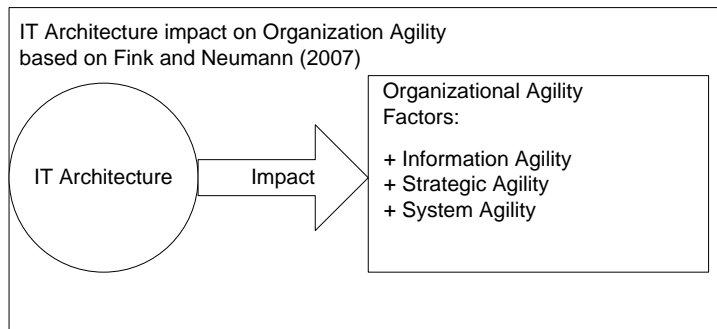 IT Architecture impact on Organization Agility
based on Fink and Neumann (2007)
IT Architecture
Impact
Organizational Agility
Factors:
+ Information Agility
+ Strategic Agility
+ System Agility